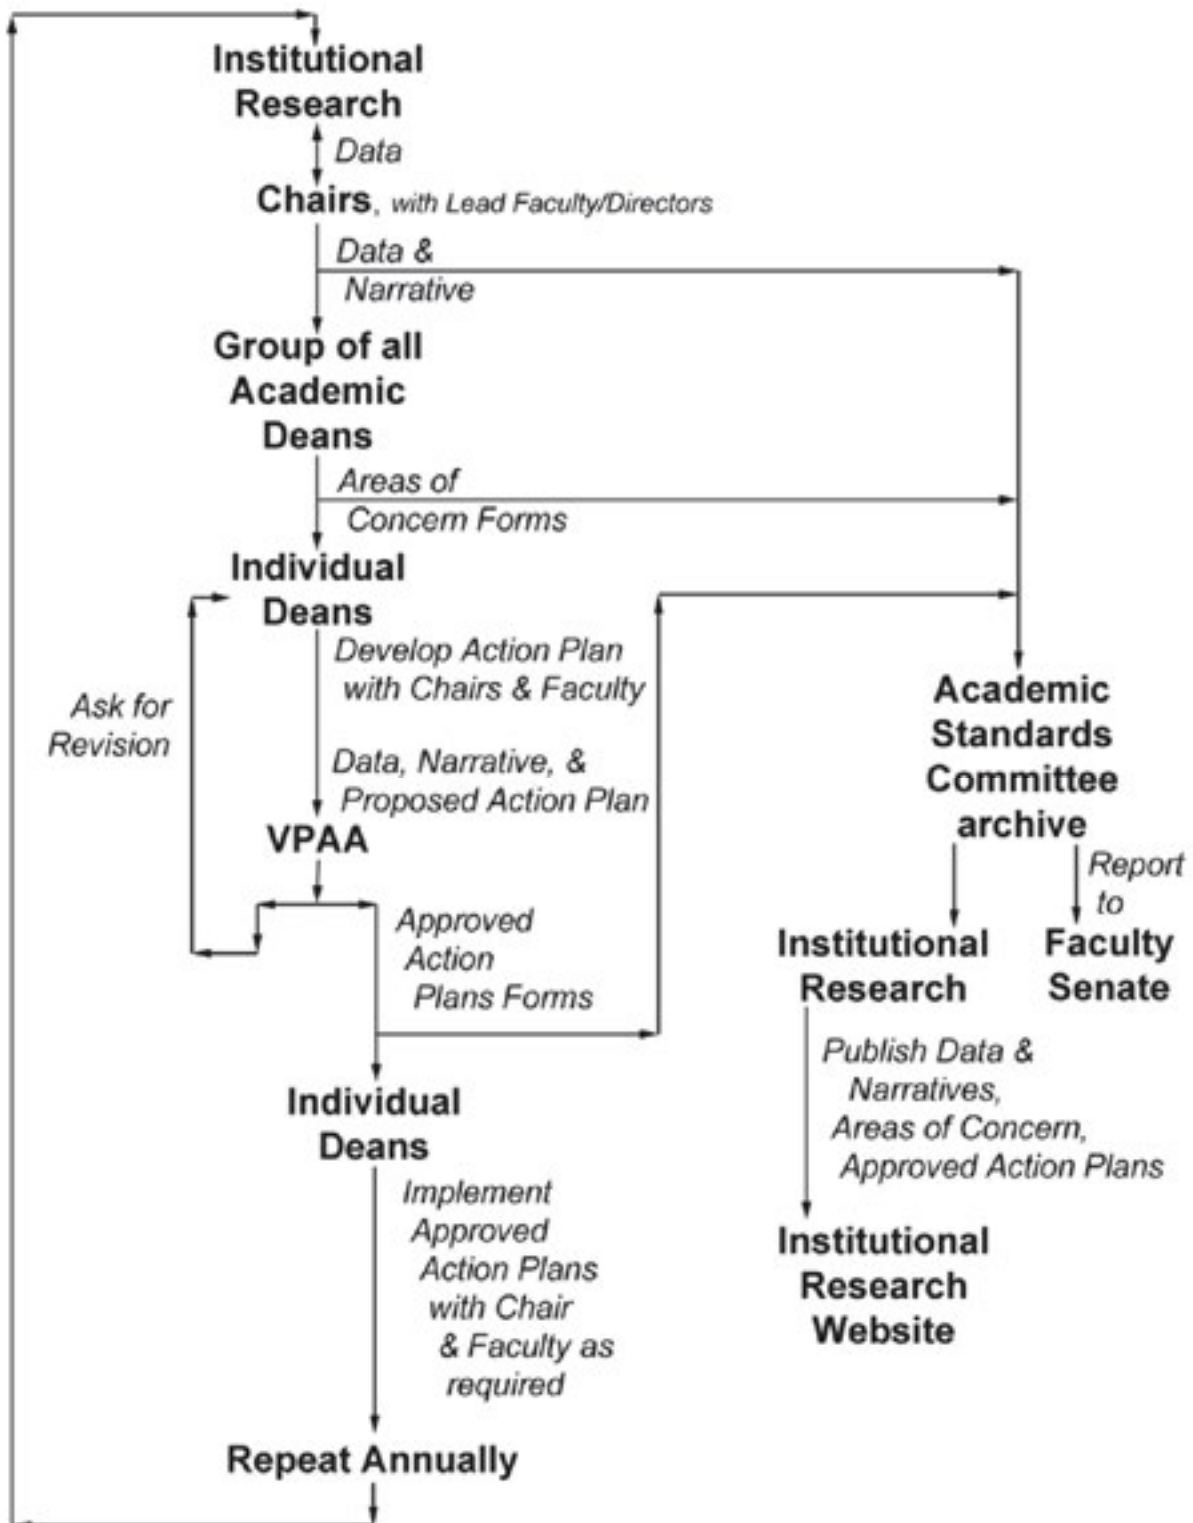 Institutional
Research
Data
Chairs, with Lead Faculty/Directors
Data &
Narrative
Group of all
Academic
Deans
Areas of
Concern Forms
Individual
Deans
Develop Action Plan
with Chairs & Faculty
Ask for
Revision
Data, Narrative, &
Proposed Action Plan
VPAA
Approved
Action
Plans Forms
Individual
Deans
Implement
Approved
Action Plans
with Chair
& Faculty as
required
Repeat Annually
Academic
Standards
Committee
archive
Report
to
Institutional
Research
Faculty
Senate
Publish Data &
Narratives,
Areas of Concern,
Approved Action Plans
Institutional
Research
Website